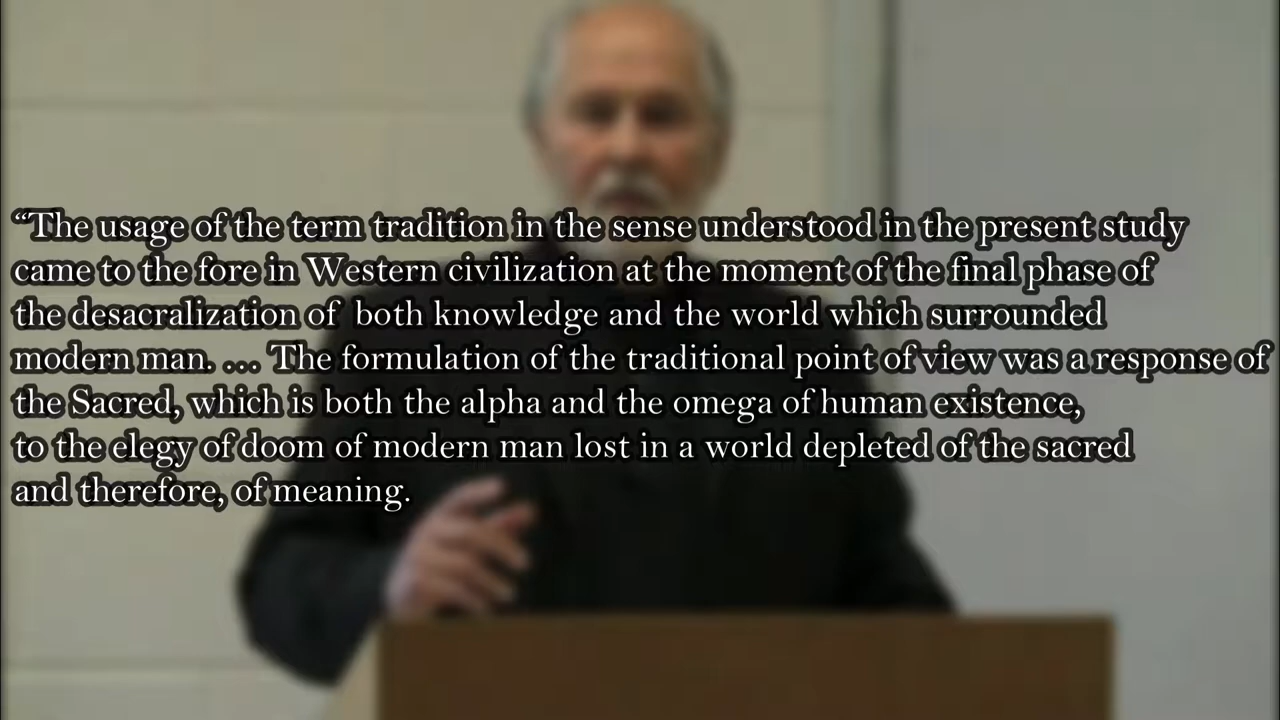 “The usage of the term tradition in the sense understood in the present study
came to the fore in Western civilization at the moment of the final phase of
the desacralization of both knowledge and the world which surrounded
modern man. ... The formulation of the traditional point of view was a response of
the Sacred, which is both the alpha and the omega of human existence,
to the elegy of doom of modern man lost in a world depleted of the sacred
and therefore, of meaning.